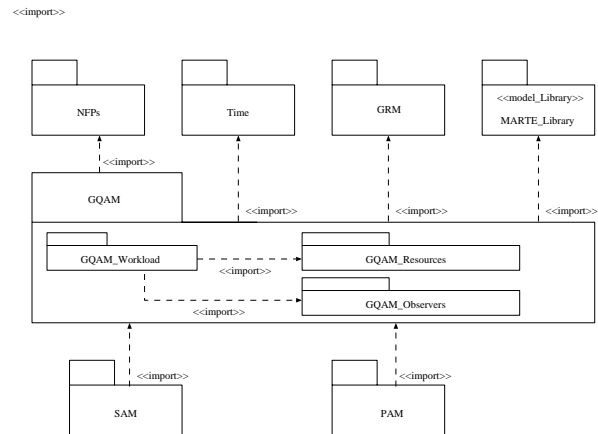 <<import>>
NFPs
Time
GRM
<<model_Library>>
MARTE_Library
<<import>>
GQAM
<<import>>
<<import>>
<<import>>
GQAM_Workload
GQAM_Resources
<<import>>
GQAM_Observers
<<import>>
<<import>>
<<import>>
SAM
PAM